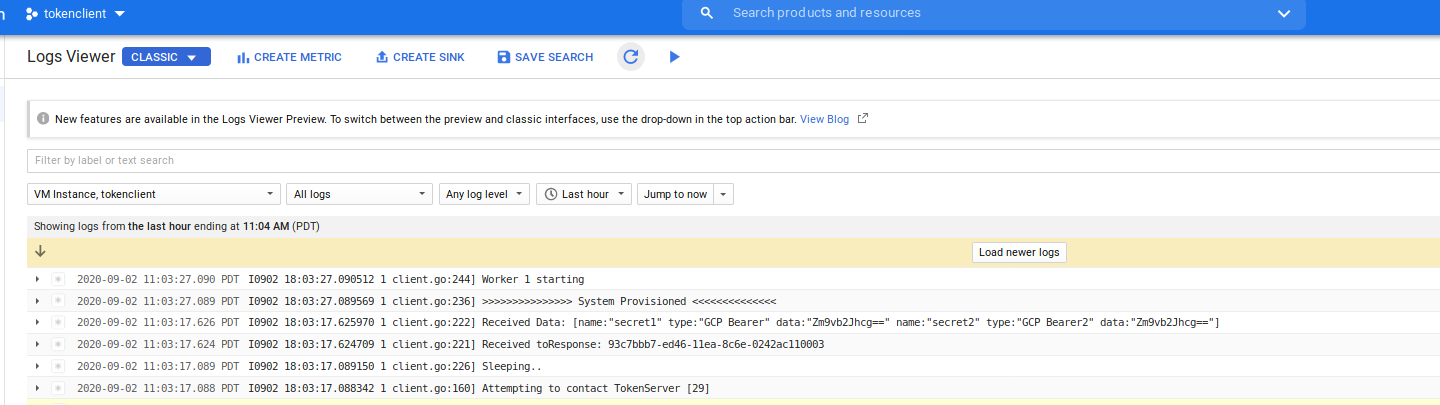 tokenclient Search products and resources
Logs Viewer CLASSIC CREATE METRIC CREATE SINK SAVE SEARCH
New features are available in the Logs Viewer Preview. To switch between the preview and classic interfaces, use the drop-down in the top action bar. View Blog
Filter by label or text search
VM Instance, tokenclient All logs Any log level Last hour Jump to now
Showing logs from the last hour ending at 11:04 AM (PDT)
Load newer logs
2020-09-02 11:03:27.090 PDT I0902 18:03:27.090512 1 client.go:244] Worker 1 starting
2020-09-02 11:03:27.089 PDT I0902 18:03:27.089569 1 client.go:236] >>>>>>>>>>>>>>> System Provisioned <<<<<<<<<<<<<<
2020-09-02 11:03:17.626 PDT I0902 18:03:17.625970 1 client.go:222] Received Data: [name:"secret1" type:"GCP Bearer" data:"Zm9vb2Jhcg==" name:"secret2" type:"GCP Bearer2" data:"Zm9vb2Jhcg=="]
2020-09-02 11:03:17.624 PDT I0902 18:03:17.624709 1 client.go:221] Received toResponse: 93c7bbb7-ed46-11ea-8c6e-0242ac110003
2020-09-02 11:03:17.089 PDT I0902 18:03:17.089150 1 client.go:226] Sleeping..
2020-09-02 11:03:17.088 PDT I0902 18:03:17.088342 1 client.go:160] Attempting to contact TokenServer [29]